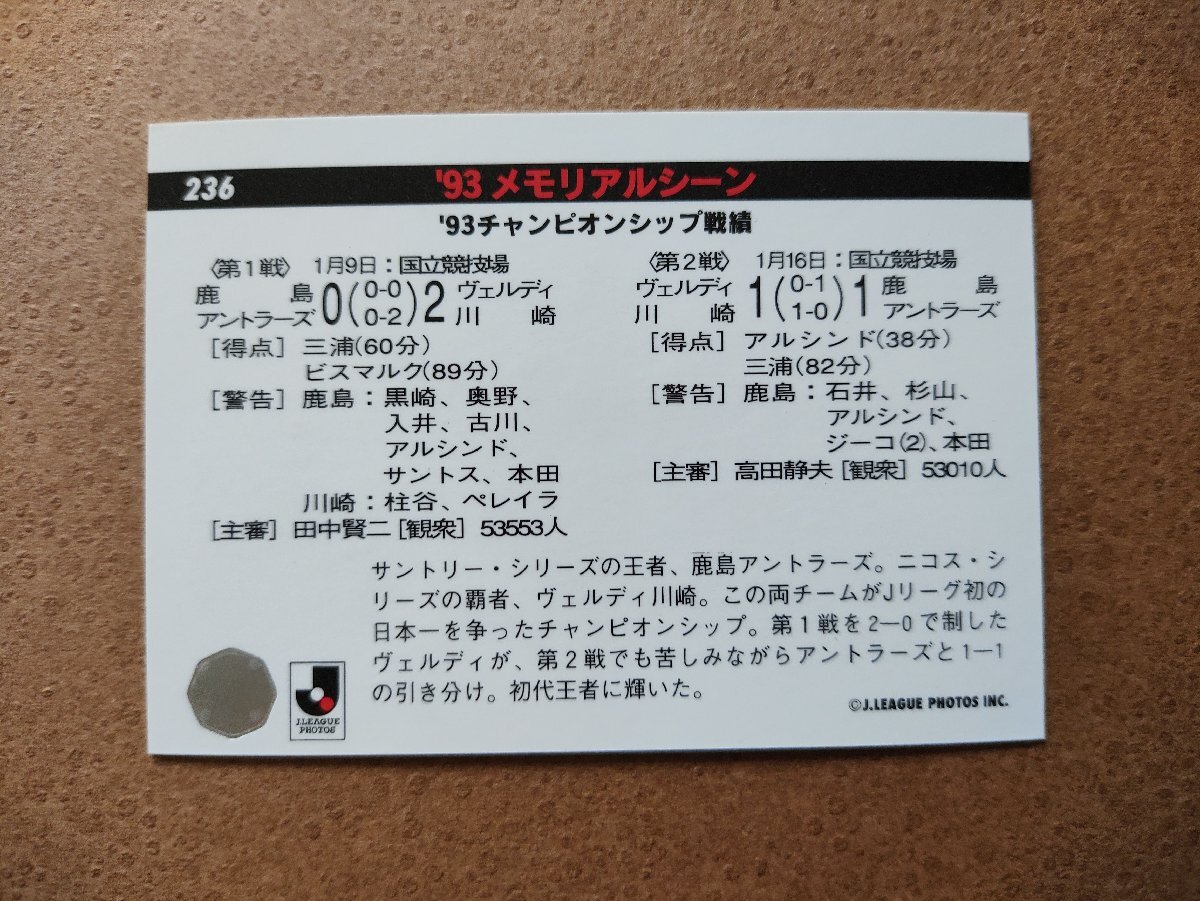 236
'93 メモリアルシーン
'93チャンピオンシップ戦績
〈第1戦〉 1月9日：国立競技場
鹿島アントラーズ 0(0-0 0-2)2 ヴェルディ川崎
[得点] 三浦(60分)
ビスマルク(89分)
[警告] 鹿島：黒崎、奥野、
入井、古川、
アルシンド、
サントス、本田
川崎：柱谷、ペレイラ
[主審] 田中賢二 [観衆] 53553人
〈第2戦〉 1月16日：国立競技場
ヴェルディ川崎 1(0-1 1-0)1 鹿島アントラーズ
[得点] アルシンド(38分)
三浦(82分)
[警告] 鹿島：石井、杉山、
アルシンド、
ジーコ(2)、本田
[主審] 高田静夫 [観衆] 53010人
サントリー・シリーズの王者、鹿島アントラーズ。ニコス・シ
リーズの覇者、ヴェルディ川崎。この両チームがJリーグ初の
日本一を争ったチャンピオンシップ。第1戦を2―0で制した
ヴェルディが、第2戦でも苦しみながらアントラーズと1―1
の引き分け。初代王者に輝いた。
J.LEAGUE
PHOTOS
©J.LEAGUE PHOTOS INC.